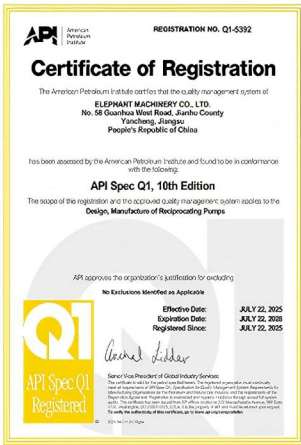 API
American
Petroleum
Institute
REGISTRATION NO. Q1-5392
Certificate of Registration
The American Petroleum Institute certifies that the quality management system of
ELEPHANT MACHINERY CO., LTD.
No. 58 Guanhua West Road, Jianhu County
Yancheng, Jiangsu
People's Republic of China
has been assessed by the American Petroleum Institute and found to be in conformance
with the following:
API Spec Q1, 10th Edition
The scope of this registration and the approved quality management system applies to the
Design, Manufacture of Reciprocating Pumps
API approves the organization's justification for excluding
No Exclusions Identified as Applicable
Effective Date: JULY 22, 2025
Expiration Date: JULY 22, 2028
Registered Since: JULY 22, 2025
Q1
API Spec Q1
Registered
Senior Vice President of Global Industry Services